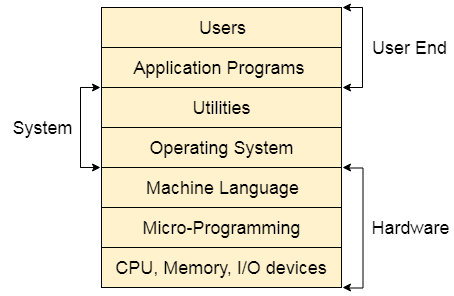 Users
Application Programs
User End
Utilities
System
Operating System
Machine Language
Micro-Programming
Hardware
CPU, Memory, I/O devices